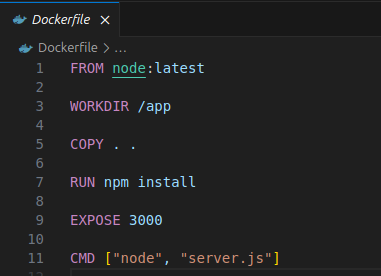 Dockerfile ×
Dockerfile > ...
1 FROM node:latest
2
3 WORKDIR /app
4
5 COPY . .
6
7 RUN npm install
8
9 EXPOSE 3000
10
11 CMD ["node", "server.js"]
12